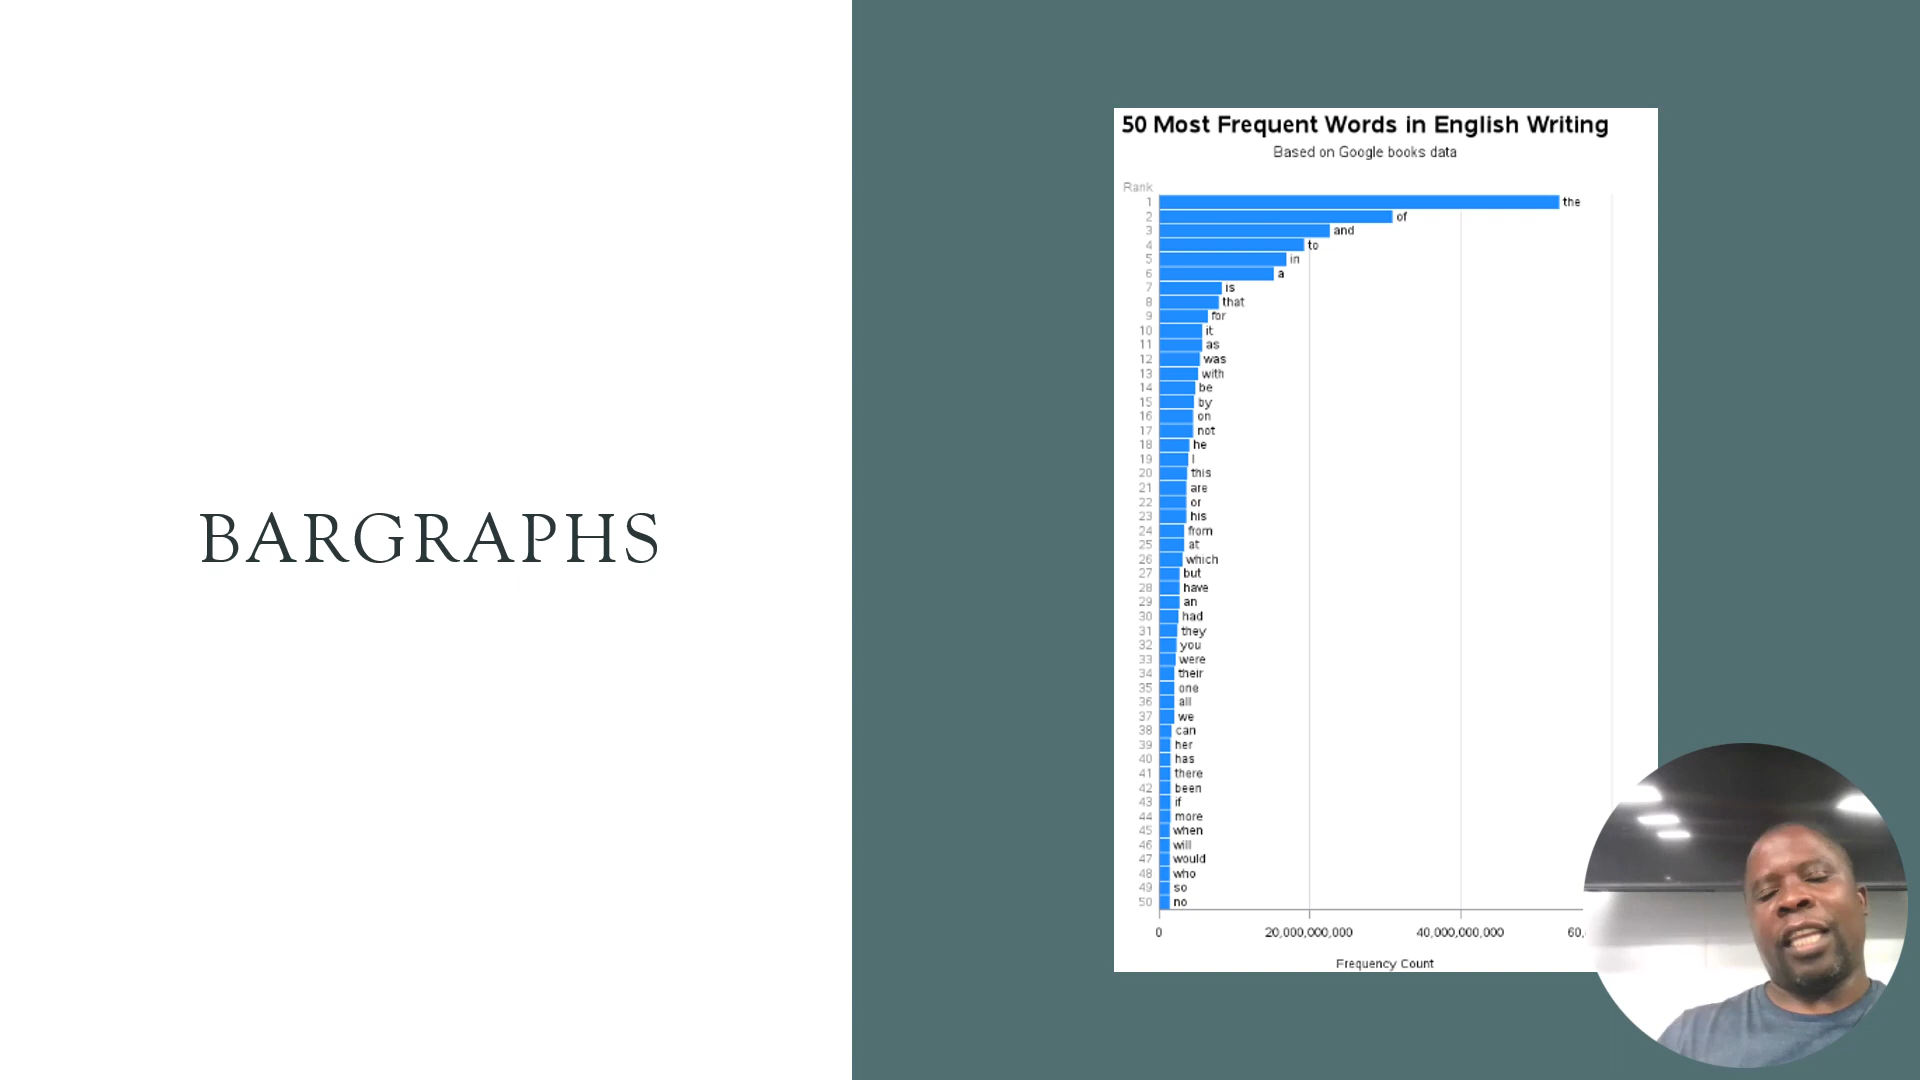 BARGRAPHS
50 Most Frequent Words in English Writing
Based on Google books data
Rank
1 the
2 of
3 and
4 to
5 in
6 a
7 is
8 that
9 for
10 it
11 as
12 was
13 with
14 be
15 by
16 on
17 not
18 he
19 I
20 this
21 are
22 or
23 his
24 from
25 at
26 which
27 but
28 have
29 an
30 had
31 they
32 you
33 were
34 their
35 one
36 all
37 we
38 can
39 her
40 has
41 there
42 been
43 if
44 more
45 when
46 will
47 would
48 who
49 so
50 no
0 20,000,000,000 40,000,000,000 60,
Frequency Count